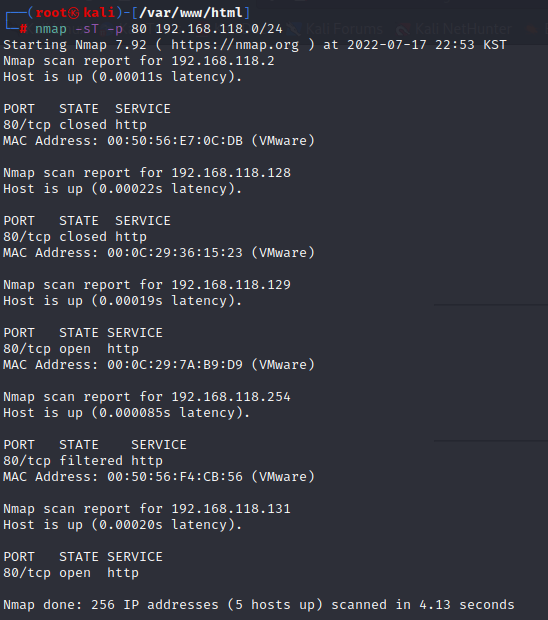 ┌──(root㉿kali)-[/var/www/html]
└─# nmap -sT -p 80 192.168.118.0/24
Kali Forums Kali NetHunter
Starting Nmap 7.92 ( https://nmap.org ) at 2022-07-17 22:53 KST
Nmap scan report for 192.168.118.2
Host is up (0.00011s latency).

PORT   STATE  SERVICE
80/tcp closed http
MAC Address: 00:50:56:E7:0C:DB (VMware)

Nmap scan report for 192.168.118.128
Host is up (0.00022s latency).

PORT   STATE  SERVICE
80/tcp closed http
MAC Address: 00:0C:29:36:15:23 (VMware)

Nmap scan report for 192.168.118.129
Host is up (0.00019s latency).

PORT   STATE SERVICE
80/tcp open  http
MAC Address: 00:0C:29:7A:B9:D9 (VMware)

Nmap scan report for 192.168.118.254
Host is up (0.000085s latency).

PORT   STATE    SERVICE
80/tcp filtered http
MAC Address: 00:50:56:F4:CB:56 (VMware)

Nmap scan report for 192.168.118.131
Host is up (0.00020s latency).

PORT   STATE SERVICE
80/tcp open  http

Nmap done: 256 IP addresses (5 hosts up) scanned in 4.13 seconds